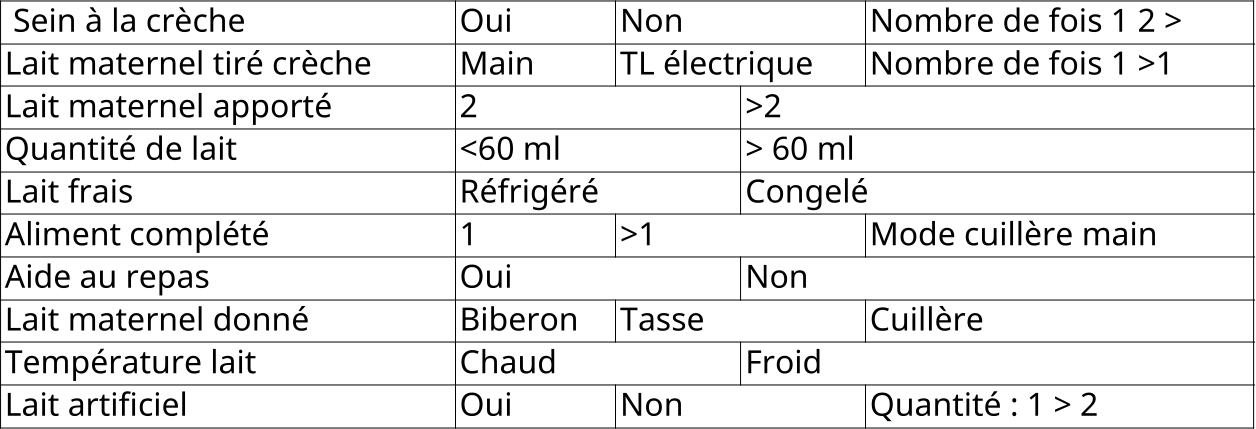 Sein à la crèche Oui Non Nombre de fois 1 2 >
Lait maternel tiré crèche Main TL électrique Nombre de fois 1 >1
Lait maternel apporté 2 >2
Quantité de lait <60 ml > 60 ml
Lait frais Réfrigéré Congelé
Aliment complété 1 >1 Mode cuillère main
Aide au repas Oui Non
Lait maternel donné Biberon Tasse Cuillère
Température lait Chaud Froid
Lait artificiel Oui Non Quantité : 1 > 2